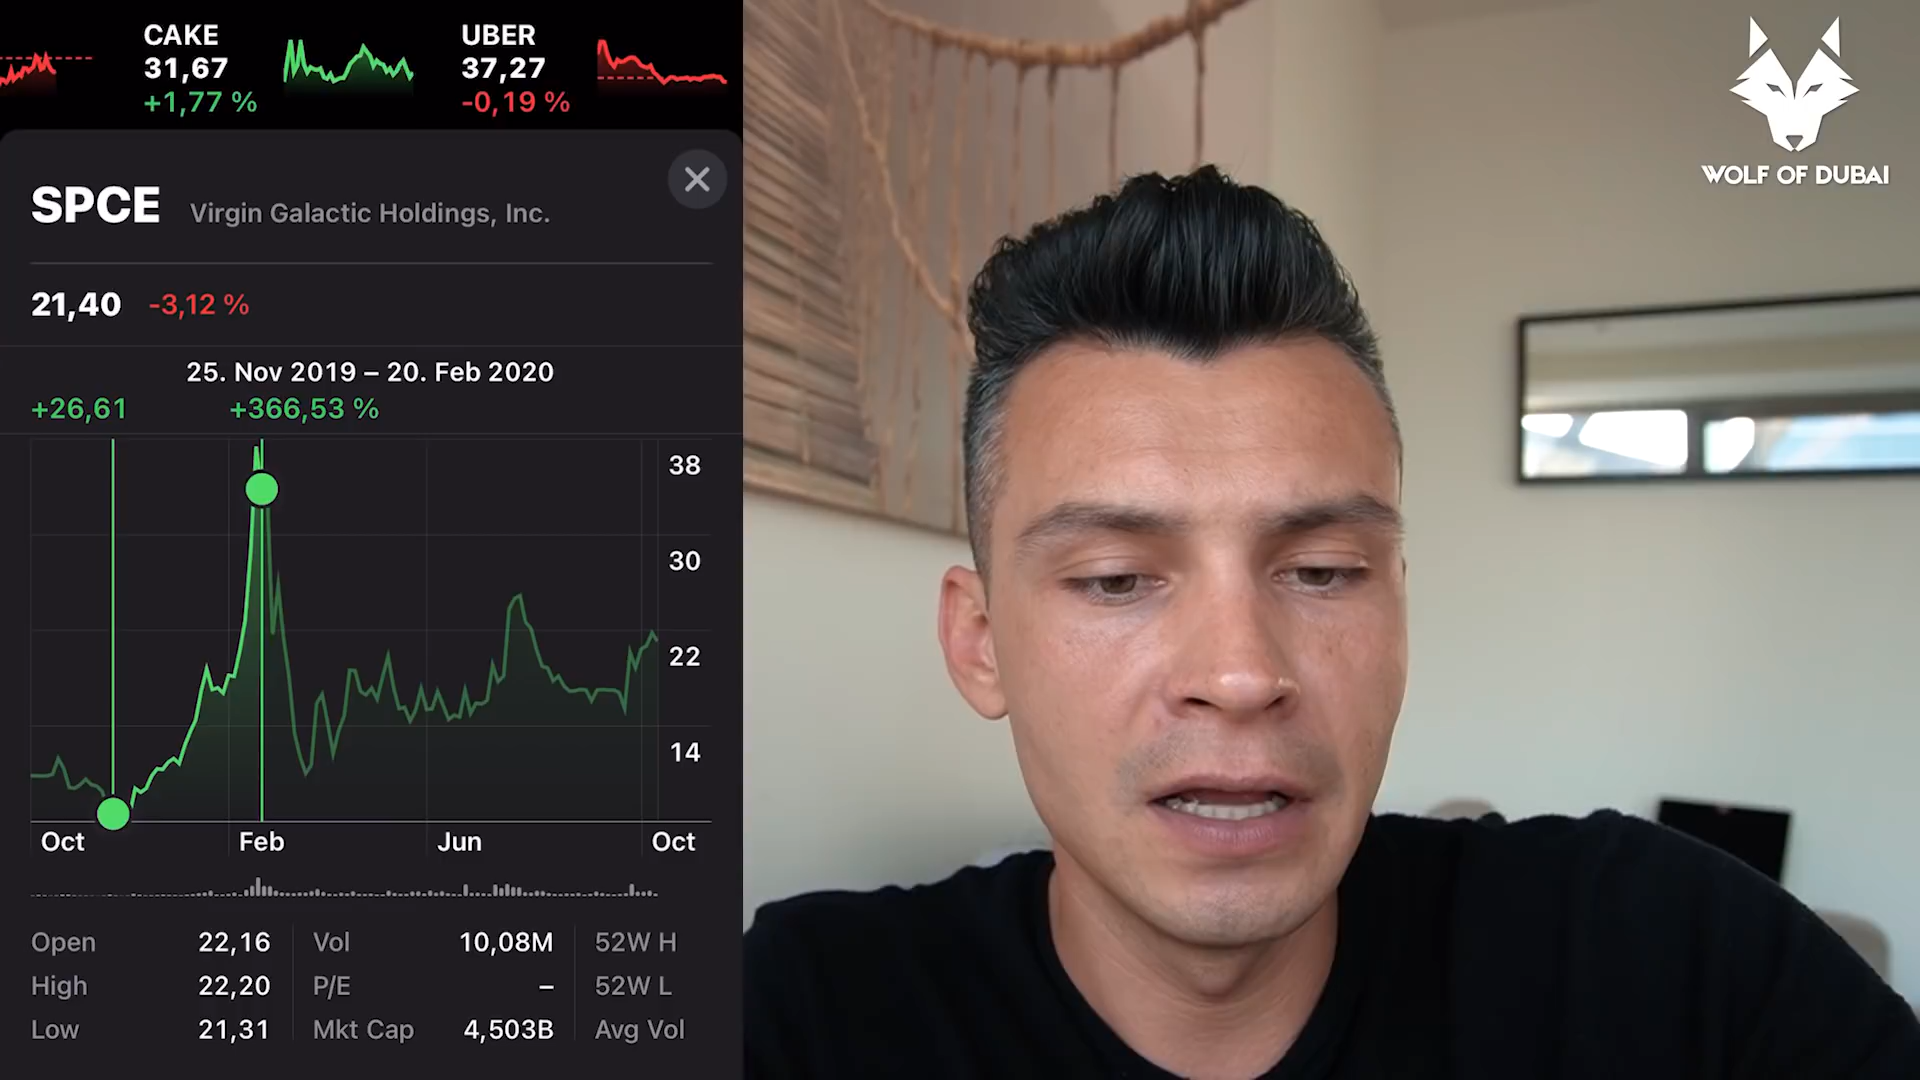 CAKE
31,67
+1,77 %
UBER
37,27
-0,19 %
WOLF OF DUBAI
SPCE Virgin Galactic Holdings, Inc.
21,40 -3,12 %
25. Nov 2019 – 20. Feb 2020
+26,61 +366,53 %
38
30
22
14
Oct Feb Jun Oct
Open 22,16 Vol 10,08M 52W H
High 22,20 P/E – 52W L
Low 21,31 Mkt Cap 4,503B Avg Vol